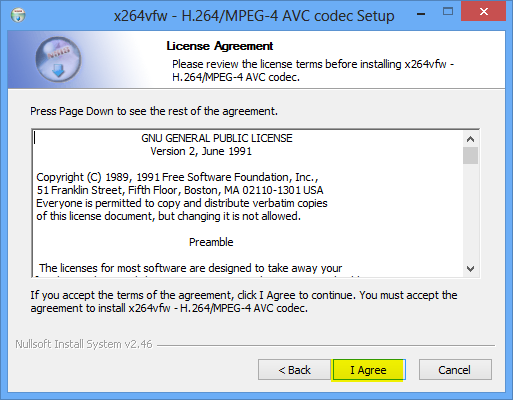 x264vfw - H.264/MPEG-4 AVC codec Setup
License Agreement
Please review the license terms before installing x264vfw -
H.264/MPEG-4 AVC codec.
Press Page Down to see the rest of the agreement.
GNU GENERAL PUBLIC LICENSE
Version 2, June 1991
Copyright (C) 1989, 1991 Free Software Foundation, Inc.,
51 Franklin Street, Fifth Floor, Boston, MA 02110-1301 USA
Everyone is permitted to copy and distribute verbatim copies
of this license document, but changing it is not allowed.
Preamble
The licenses for most software are designed to take away your
If you accept the terms of the agreement, click I Agree to continue. You must accept the
agreement to install x264vfw - H.264/MPEG-4 AVC codec.
Nullsoft Install System v2.46
< Back
I Agree
Cancel